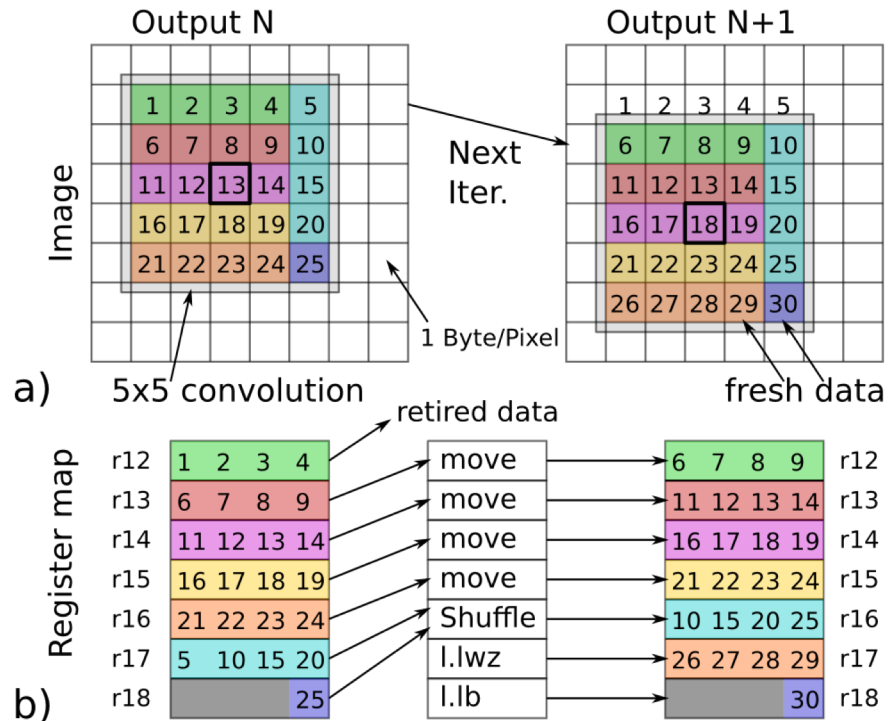 Output N
Output N+1
Image
1 2 3 4 5
6 7 8 9 10
11 12 13 14 15
16 17 18 19 20
21 22 23 24 25
Next
Iter.
1 2 3 4 5
6 7 8 9 10
11 12 13 14 15
16 17 18 19 20
21 22 23 24 25
26 27 28 29 30
1 Byte/Pixel
a)
5x5 convolution
fresh data
retired data
Register map
r12 1 2 3 4 move 6 7 8 9 r12
r13 6 7 8 9 move 11 12 13 14 r13
r14 11 12 13 14 move 16 17 18 19 r14
r15 16 17 18 19 move 21 22 23 24 r15
r16 21 22 23 24 Shuffle 10 15 20 25 r16
r17 5 10 15 20 l.lwz 26 27 28 29 r17
r18 25 l.lb 30 r18
b)